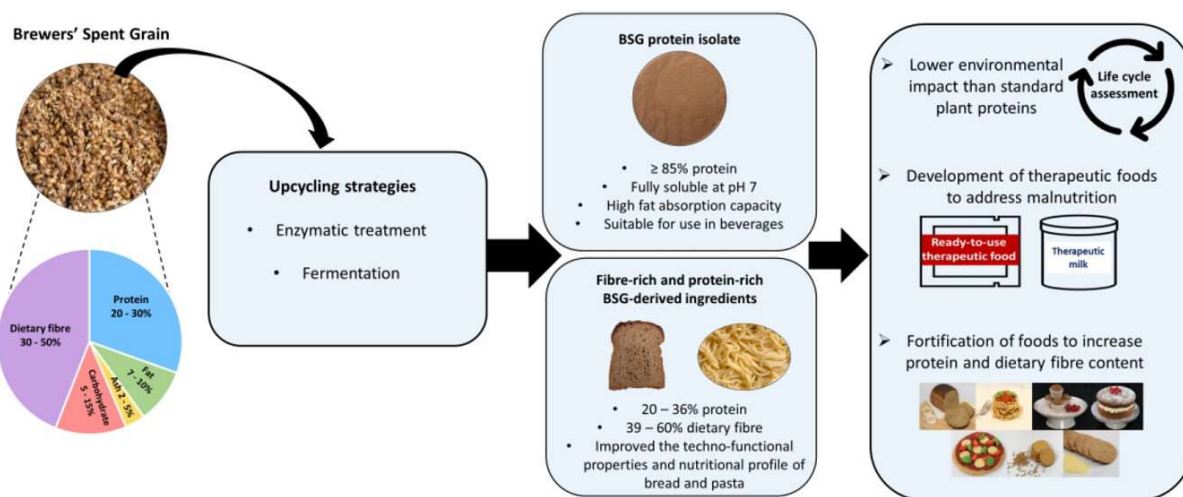 Brewers' Spent Grain
Protein
20 - 30%
Dietary fibre
30 - 50%
Fat
7 - 10%
Ash 2 - 5%
Carbohydrate
5 - 15%
Upcycling strategies
• Enzymatic treatment
• Fermentation
BSG protein isolate
• ≥ 85% protein
• Fully soluble at pH 7
• High fat absorption capacity
• Suitable for use in beverages
Fibre-rich and protein-rich
BSG-derived ingredients
• 20 – 36% protein
• 39 – 60% dietary fibre
• Improved the techno-functional
properties and nutritional profile of
bread and pasta
➢ Lower environmental
impact than standard
plant proteins
Life cycle
assessment
➢ Development of therapeutic foods
to address malnutrition
Ready-to-use
therapeutic food
Therapeutic
milk
➢ Fortification of foods to increase
protein and dietary fibre content